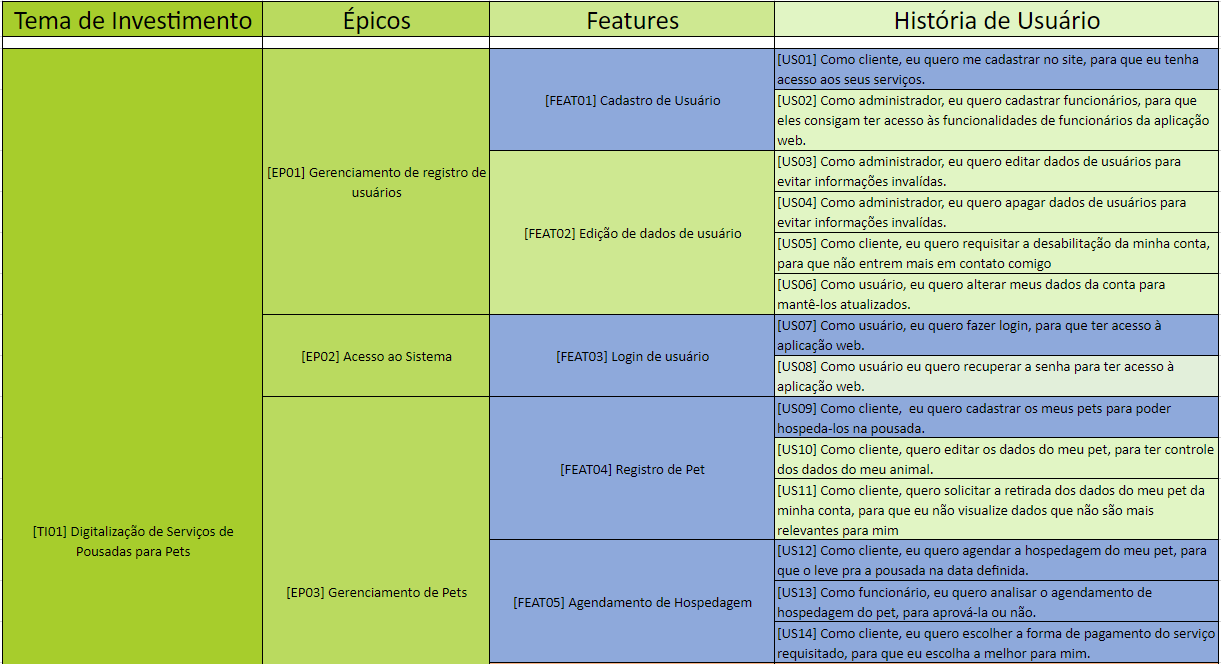 Tema de Investimento
Épicos
Features
História de Usuário
[TI01] Digitalização de Serviços de
Pousadas para Pets
[EP01] Gerenciamento de registro de
usuários
[FEAT01] Cadastro de Usuário
[US01] Como cliente, eu quero me cadastrar no site, para que eu tenha
acesso aos seus serviços.
[US02] Como administrador, eu quero cadastrar funcionários, para que
eles consigam ter acesso às funcionalidades de funcionários da aplicação
web.
[FEAT02] Edição de dados de usuário
[US03] Como administrador, eu quero editar dados de usuários para
evitar informações invalídas.
[US04] Como administrador, eu quero apagar dados de usuários para
evitar informações invalídas.
[US05] Como cliente, eu quero requisitar a desabilitação da minha conta,
para que não entrem mais em contato comigo
[US06] Como usuário, eu quero alterar meus dados da conta para
mantê-los atualizados.
[EP02] Acesso ao Sistema
[FEAT03] Login de usuário
[US07] Como usuário, eu quero fazer login, para que ter acesso à
aplicação web.
[US08] Como usuário eu quero recuperar a senha para ter acesso à
aplicação web.
[EP03] Gerenciamento de Pets
[FEAT04] Registro de Pet
[US09] Como cliente, eu quero cadastrar os meus pets para poder
hospeda-los na pousada.
[US10] Como cliente, quero editar os dados do meu pet, para ter controle
dos dados do meu animal.
[US11] Como cliente, quero solicitar a retirada dos dados do meu pet da
minha conta, para que eu não visualize dados que não são mais
relevantes para mim
[FEAT05] Agendamento de Hospedagem
[US12] Como cliente, eu quero agendar a hospedagem do meu pet, para
que o leve pra a pousada na data definida.
[US13] Como funcionário, eu quero analisar o agendamento de
hospedagem do pet, para aprová-la ou não.
[US14] Como cliente, eu quero escolher a forma de pagamento do serviço
requisitado, para que eu escolha a melhor para mim.